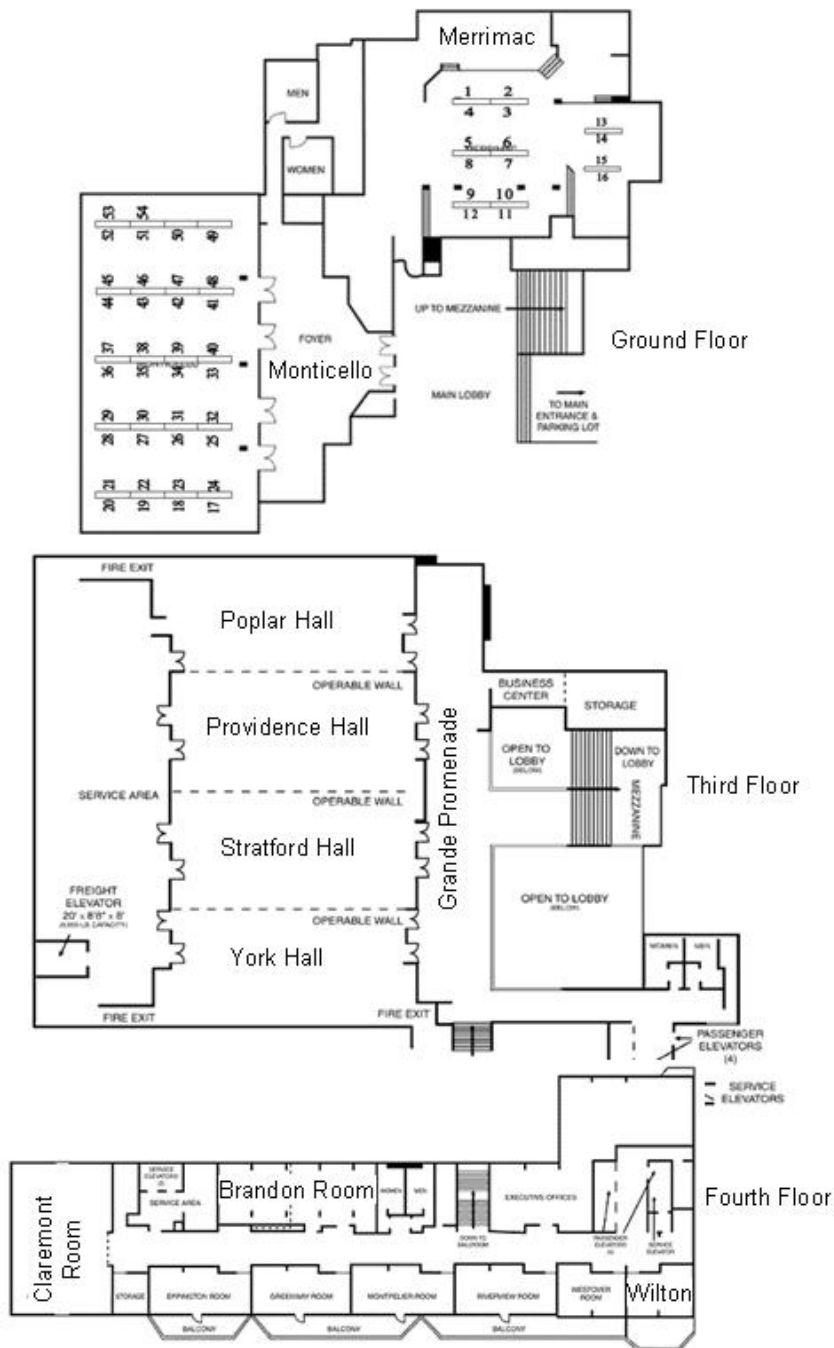 Merrimac
MEN
WOMEN
1 2
4 3
5 6
8 7
9 10
12 11
13
14
15
16
53 54
52 51 50 49
45 46 47 48
44 43 42 41
37 38 39 40
36 35 34 33
29 30 31 32
28 27 26 25
21 22 23 24
20 19 18 17
FOYER
Monticello
UP TO MEZZANINE
MAIN LOBBY
TO MAIN
ENTRANCE &
PARKING LOT
Ground Floor
FIRE EXIT
Poplar Hall
OPERABLE WALL
Providence Hall
SERVICE AREA
OPERABLE WALL
Stratford Hall
FREIGHT
ELEVATOR
20' x 8'8" x 8'
OPERABLE WALL
York Hall
FIRE EXIT
FIRE EXIT
Grande Promenade
BUSINESS
CENTER
STORAGE
OPEN TO
LOBBY
(BELOW)
DOWN TO
LOBBY
MEZZANINE
Third Floor
OPEN TO LOBBY
(BELOW)
WOMEN
MEN
PASSENGER
ELEVATORS
(4)
SERVICE
ELEVATORS
Claremont
Room
SERVICE
ELEVATORS
SERVICE AREA
Brandon Room
WOMEN
MEN
DOWN TO
BALLROOM
EXECUTIVE OFFICES
PASSENGER
ELEVATORS
SERVICE
ELEVATOR
Fourth Floor
STORAGE
EPPINGTON ROOM
GREENWAY ROOM
MONTPELIER ROOM
RIVERVIEW ROOM
WESTOVER
ROOM
Wilton
BALCONY
BALCONY
BALCONY